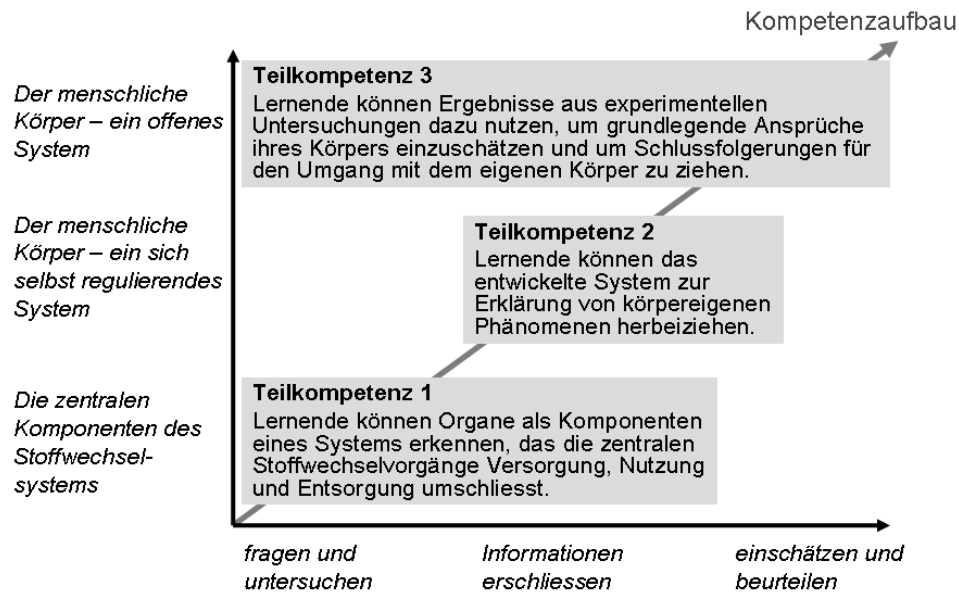 Kompetenzaufbau
Der menschliche
Körper – ein offenes
System
Teilkompetenz 3
Lernende können Ergebnisse aus experimentellen
Untersuchungen dazu nutzen, um grundlegende Ansprüche
ihres Körpers einzuschätzen und um Schlussfolgerungen für
den Umgang mit dem eigenen Körper zu ziehen.
Der menschliche
Körper – ein sich
selbst regulierendes
System
Teilkompetenz 2
Lernende können das
entwickelte System zur
Erklärung von körpereigenen
Phänomenen herbeiziehen.
Die zentralen
Komponenten des
Stoffwechsel-
systems
Teilkompetenz 1
Lernende können Organe als Komponenten
eines Systems erkennen, das die zentralen
Stoffwechselvorgänge Versorgung, Nutzung
und Entsorgung umschliesst.
fragen und
untersuchen
Informationen
erschliessen
einschätzen und
beurteilen